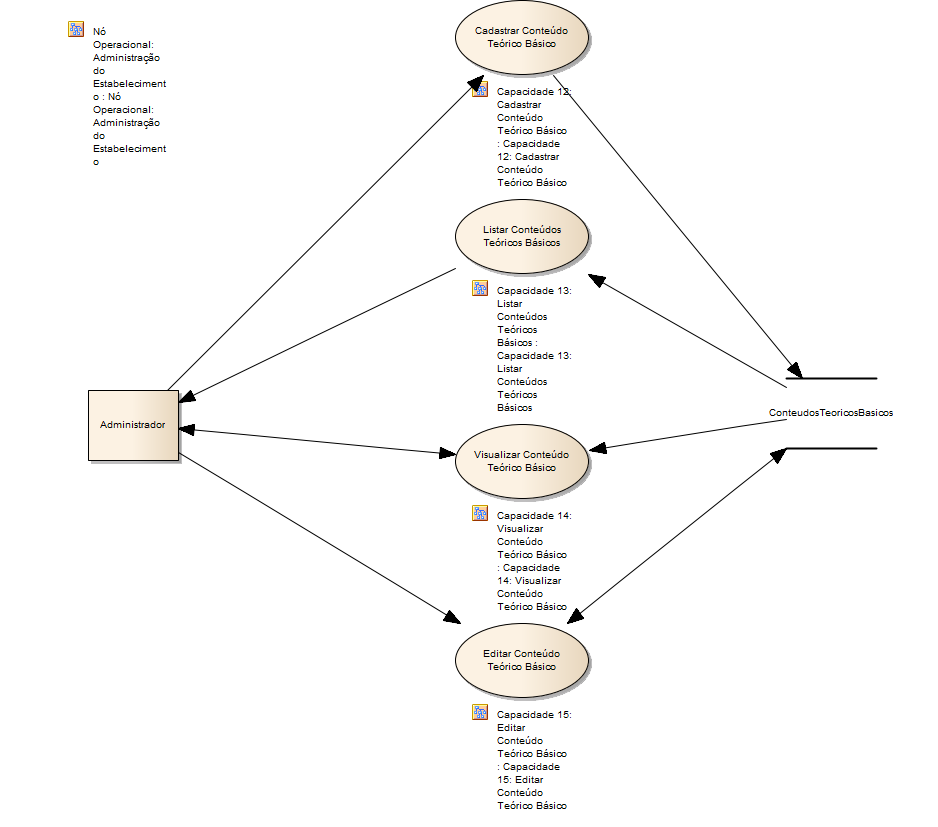 Nó
Operacional:
Administração
do
Estabeleciment
o : Nó
Operacional:
Administração
do
Estabeleciment
o
Cadastrar Conteúdo
Teórico Básico
Capacidade 12:
Cadastrar
Conteúdo
Teórico Básico
: Capacidade
12: Cadastrar
Conteúdo
Teórico Básico
Listar Conteúdos
Teóricos Básicos
Capacidade 13:
Listar
Conteúdos
Teóricos
Básicos :
Capacidade 13:
Listar
Conteúdos
Teóricos
Básicos
Administrador
ConteudosTeoricosBasicos
Visualizar Conteúdo
Teórico Básico
Capacidade 14:
Visualizar
Conteúdo
Teórico Básico
: Capacidade
14: Visualizar
Conteúdo
Teórico Básico
Editar Conteúdo
Teórico Básico
Capacidade 15:
Editar
Conteúdo
Teórico Básico
: Capacidade
15: Editar
Conteúdo
Teórico Básico